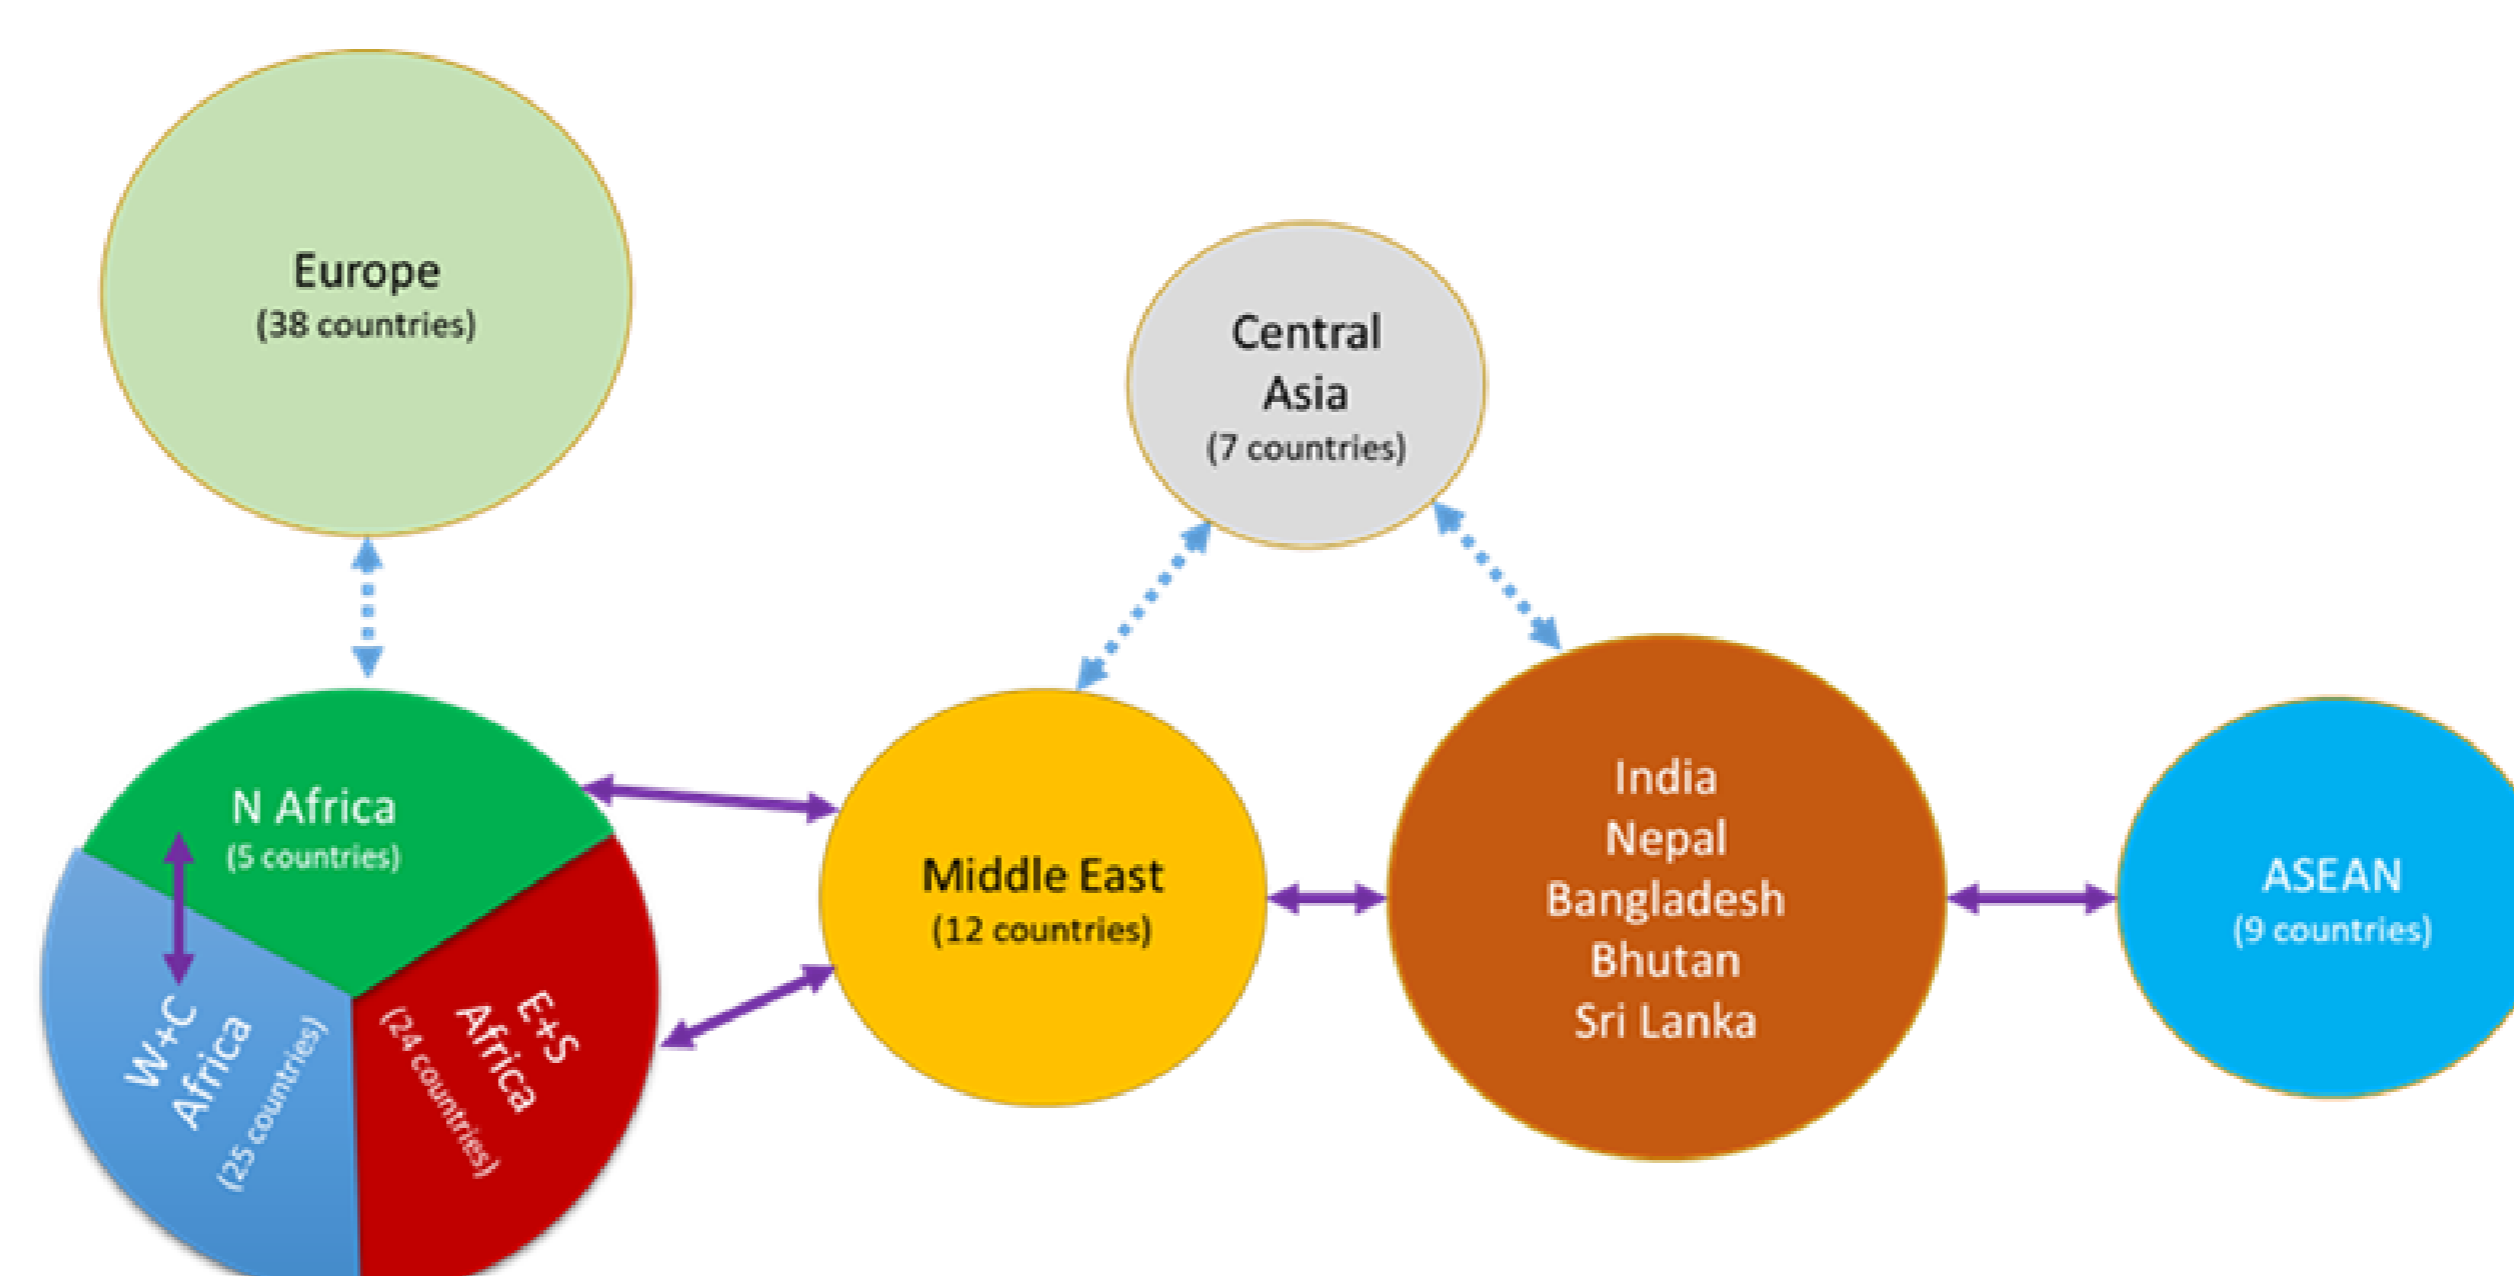 Europe
(38 countries)
Central
Asia
(7 countries)
N Africa
(5 countries)
W+C
Africa
(25 countries)
E+S
Africa
(24 countries)
Middle East
(12 countries)
India
Nepal
Bangladesh
Bhutan
Sri Lanka
ASEAN
(9 countries)